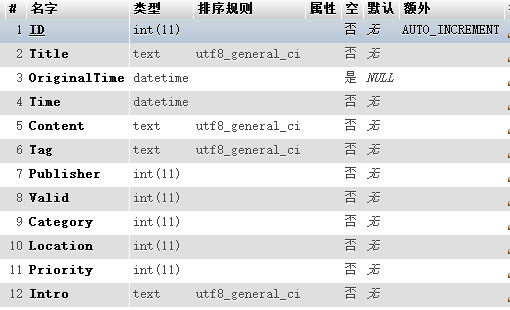 # 名字 类型 排序规则 属性 空 默认 额外
1 ID int(11) 否 无 AUTO_INCREMENT
2 Title text utf8_general_ci 否 无
3 OriginalTime datetime 是 NULL
4 Time datetime 否 无
5 Content text utf8_general_ci 否 无
6 Tag text utf8_general_ci 否 无
7 Publisher int(11) 否 无
8 Valid int(11) 否 无
9 Category int(11) 否 无
10 Location int(11) 否 无
11 Priority int(11) 否 无
12 Intro text utf8_general_ci 否 无